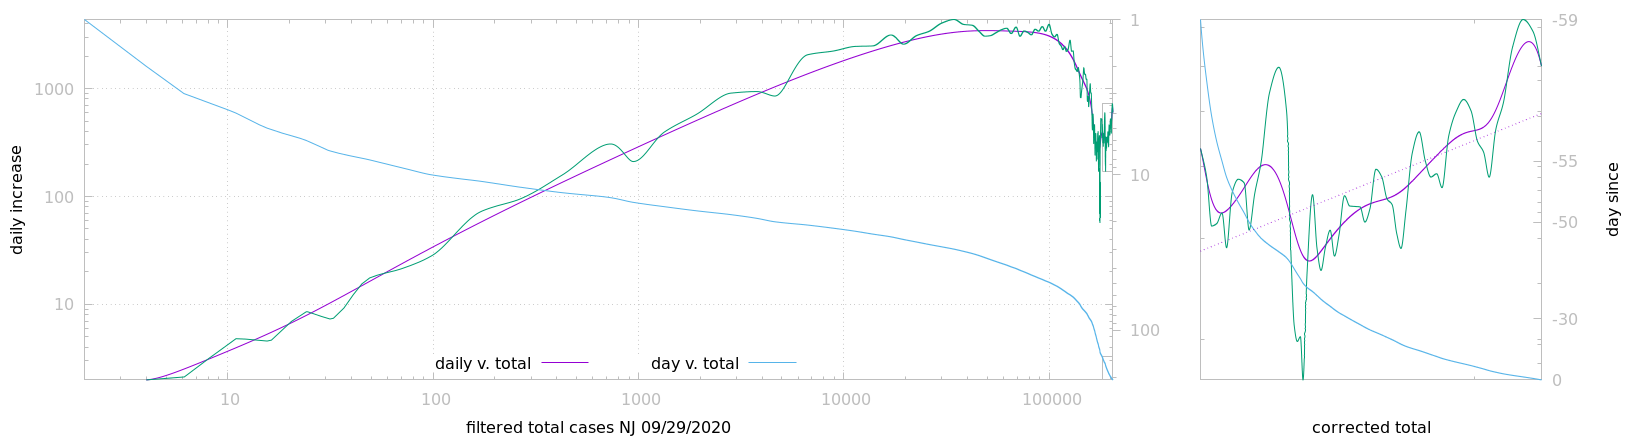 daily increase
1000
100
10
10
100
1000
10000
100000
1
10
100
daily v. total
day v. total
filtered total cases NJ 09/29/2020
-59
-55
-50
-30
0
day since
corrected total